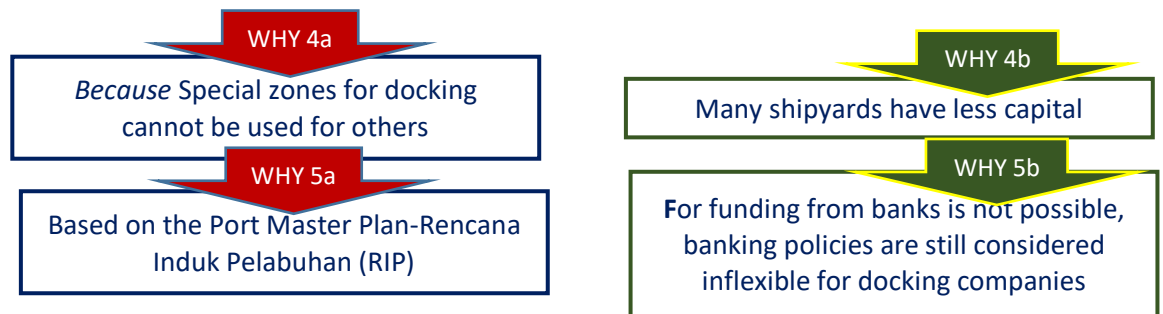 WHY 4a
Because Special zones for docking
cannot be used for others
WHY 5a
Based on the Port Master Plan-Rencana
Induk Pelabuhan (RIP)
WHY 4b
Many shipyards have less capital
WHY 5b
For funding from banks is not possible,
banking policies are still considered
inflexible for docking companies